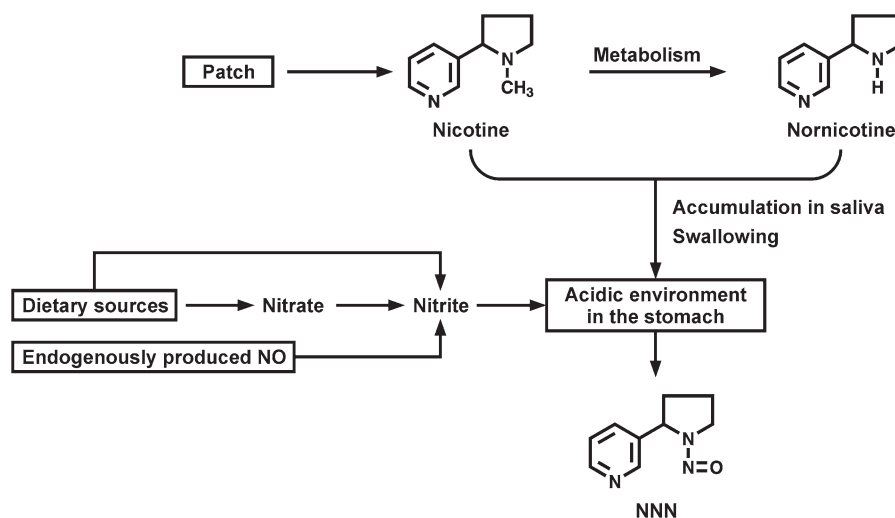 Patch
N
N
CH3
Nicotine
Metabolism
N
N
H
Nornicotine
Accumulation in saliva
Swallowing
Dietary sources
Nitrate
Nitrite
Acidic environment
in the stomach
Endogenously produced NO
N
N
N=O
NNN